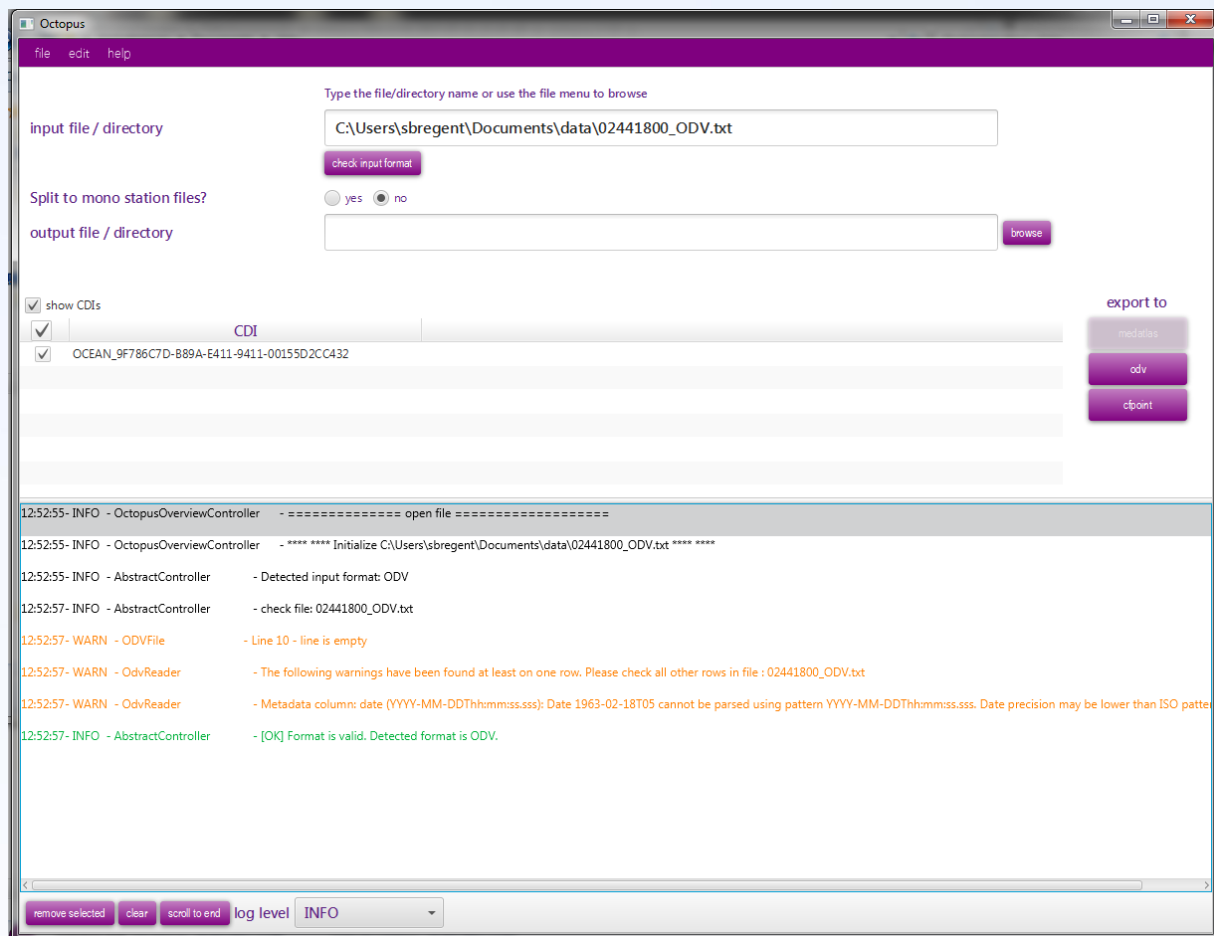 Octopus
file edit help
Type the file/directory name or use the file menu to browse
input file / directory
C:\Users\sbregent\Documents\data\02441800_ODV.txt
check input format
Split to mono station files?
yes no
output file / directory
browse
show CDIs
export to
CDI
medatlas
OCEAN_9F786C7D-B89A-E411-9411-00155D2CC432
odv
cfpoint
12:52:55- INFO - OctopusOverviewController - ============== open file ===================
12:52:55- INFO - OctopusOverviewController - **** **** Initialize C:\Users\sbregent\Documents\data\02441800_ODV.txt **** ****
12:52:55- INFO - AbstractController - Detected input format: ODV
12:52:57- INFO - AbstractController - check file: 02441800_ODV.txt
12:52:57- WARN - ODVFile - Line 10 - line is empty
12:52:57- WARN - OdvReader - The following warnings have been found at least on one row. Please check all other rows in file : 02441800_ODV.txt
12:52:57- WARN - OdvReader - Metadata column: date (YYYY-MM-DDThh:mm:ss.sss): Date 1963-02-18T05 cannot be parsed using pattern YYYY-MM-DDThh:mm:ss.sss. Date precision may be lower than ISO patter
12:52:57- INFO - AbstractController - [OK] Format is valid. Detected format is ODV.
remove selected clear scroll to end log level INFO